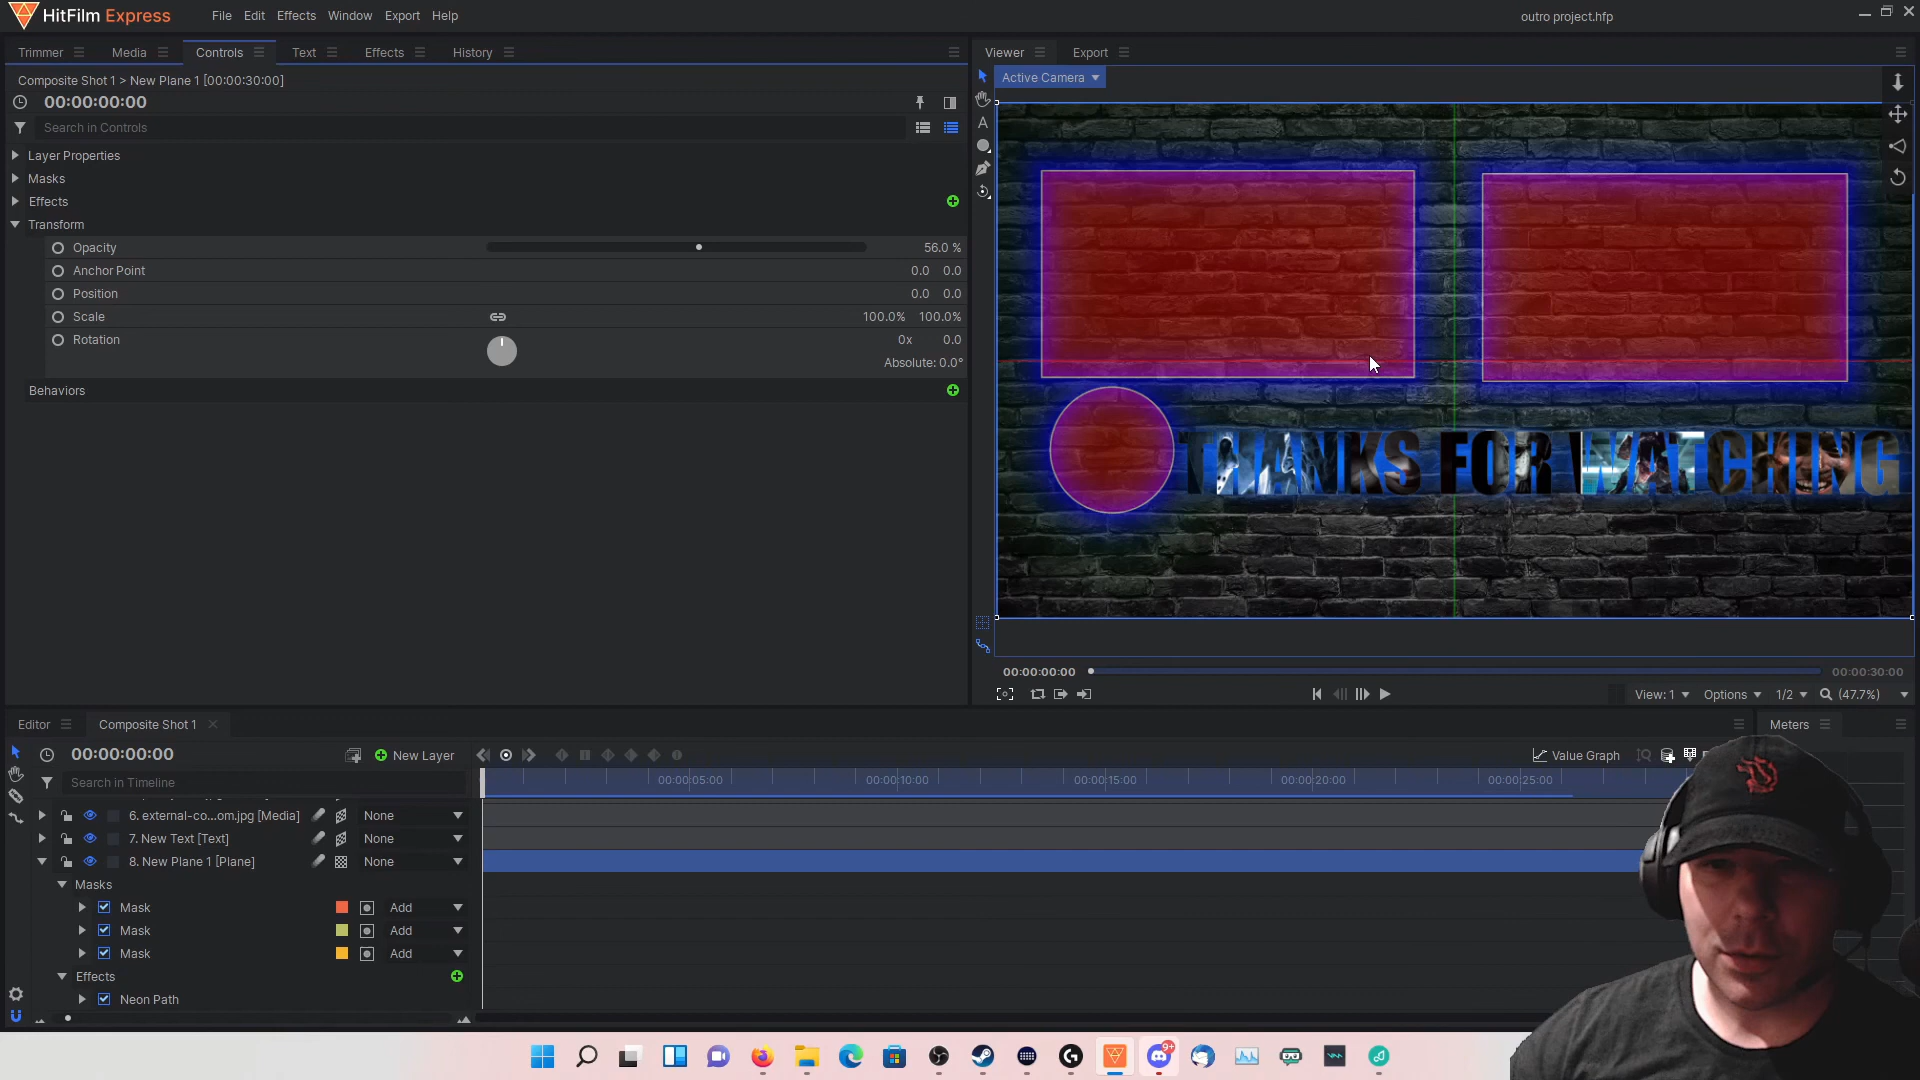 HitFilm Express
File Edit Effects Window Export Help
outro project.hfp
Trimmer Media Controls Text Effects History
Viewer Export
Composite Shot 1 > New Plane 1 [00:00:30:00]
Active Camera
00:00:00:00
Search in Controls
Layer Properties
Masks
Effects
Transform
Opacity 56.0 %
Anchor Point 0.0 0.0
Position 0.0 0.0
Scale 100.0% 100.0%
Rotation 0x 0.0
Absolute: 0.0°
Behaviors
A
THANKS FOR WATCHING
00:00:00:00 00:00:30:00
View: 1 Options 1/2 (47.7%)
Editor Composite Shot 1
Meters
00:00:00:00 New Layer
Value Graph
Search in Timeline
00:00:05:00 00:00:10:00 00:00:15:00 00:00:20:00 00:00:25:00
6. external-co...om.jpg [Media] None
7. New Text [Text] None
8. New Plane 1 [Plane] None
Masks
Mask Add
Mask Add
Mask Add
Effects
Neon Path
9+